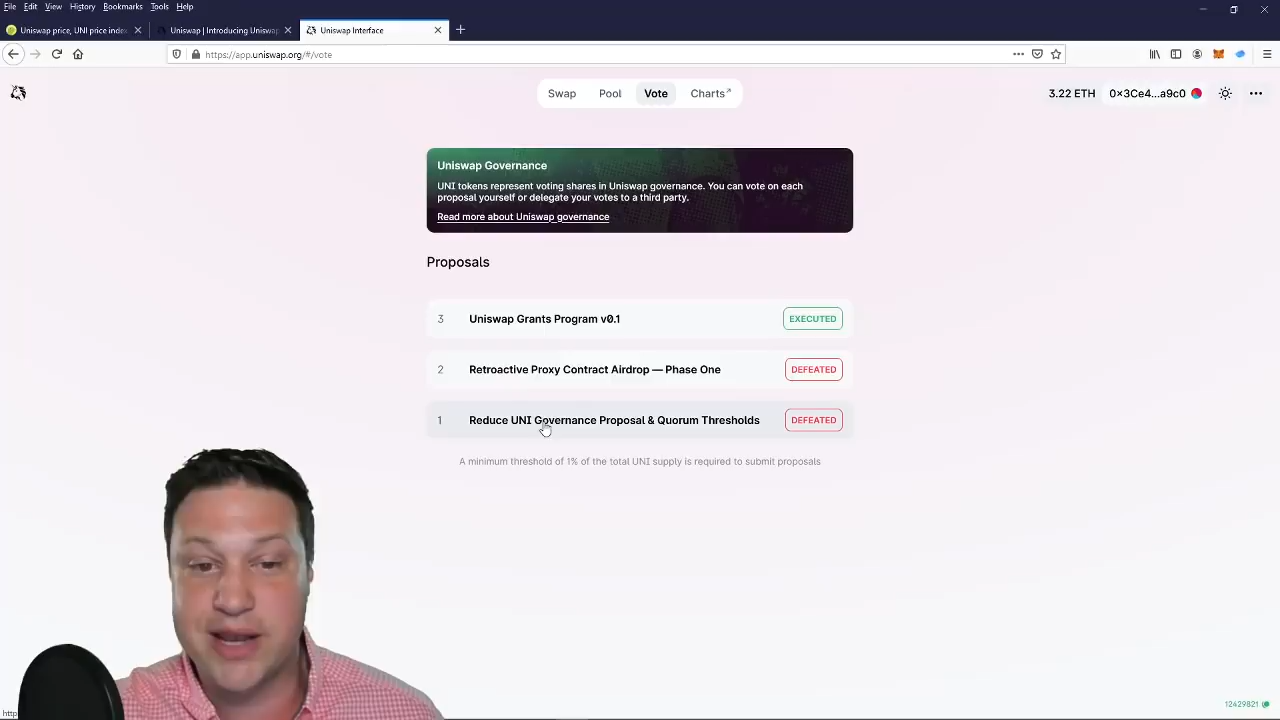 File Edit View History Bookmarks Tools Help
Uniswap price, UNI price index,
Uniswap | Introducing Uniswap
Uniswap Interface
https://app.uniswap.org/#/vote
Swap Pool Vote Charts↗
3.22 ETH 0×3Ce4...a9c0
Uniswap Governance
UNI tokens represent voting shares in Uniswap governance. You can vote on each
proposal yourself or delegate your votes to a third party.
Read more about Uniswap governance
Proposals
3 Uniswap Grants Program v0.1 EXECUTED
2 Retroactive Proxy Contract Airdrop — Phase One DEFEATED
1 Reduce UNI Governance Proposal & Quorum Thresholds DEFEATED
A minimum threshold of 1% of the total UNI supply is required to submit proposals
12429821